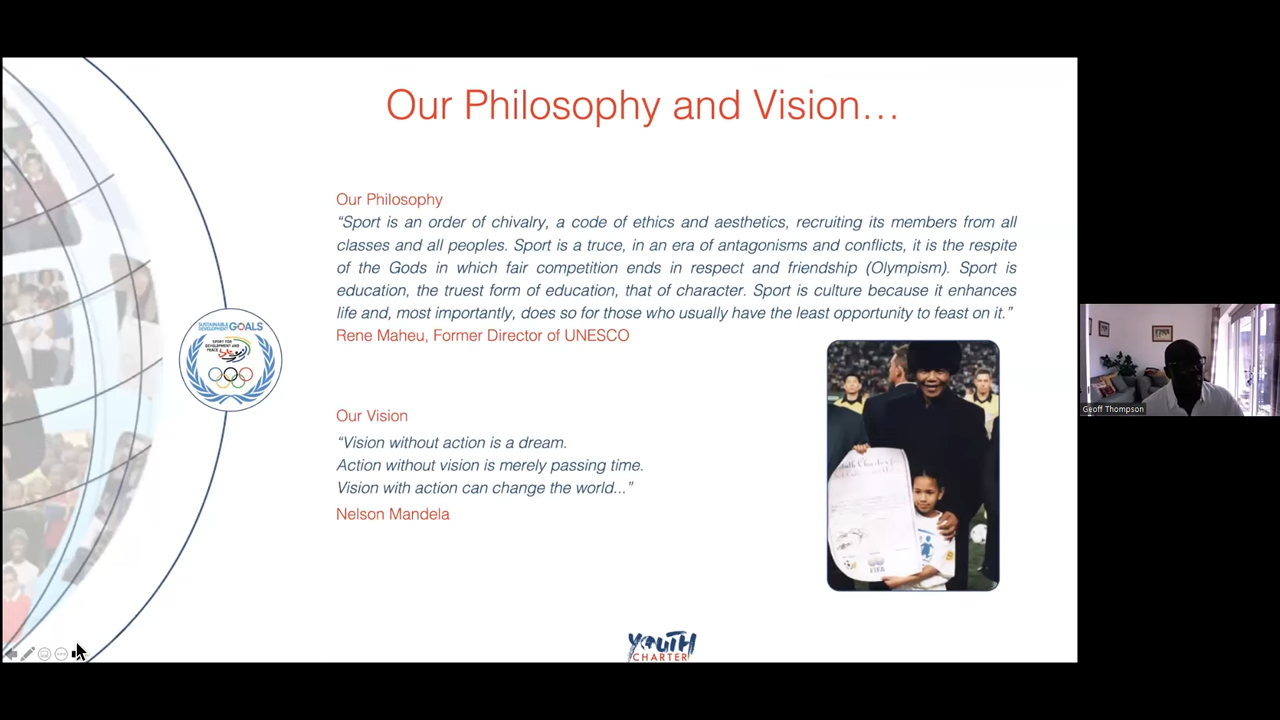 Our Philosophy and Vision…
Our Philosophy
“Sport is an order of chivalry, a code of ethics and aesthetics, recruiting its members from all
classes and all peoples. Sport is a truce, in an era of antagonisms and conflicts, it is the respite
of the Gods in which fair competition ends in respect and friendship (Olympism). Sport is
education, the truest form of education, that of character. Sport is culture because it enhances
life and, most importantly, does so for those who usually have the least opportunity to feast on it.”
Rene Maheu, Former Director of UNESCO
SUSTAINABLE
DEVELOPMENT GOALS
SPORT FOR
DEVELOPMENT AND
PEACE
Our Vision
“Vision without action is a dream.
Action without vision is merely passing time.
Vision with action can change the world...”
Nelson Mandela
FIFA
YOUTH
CHARTER
Geoff Thompson